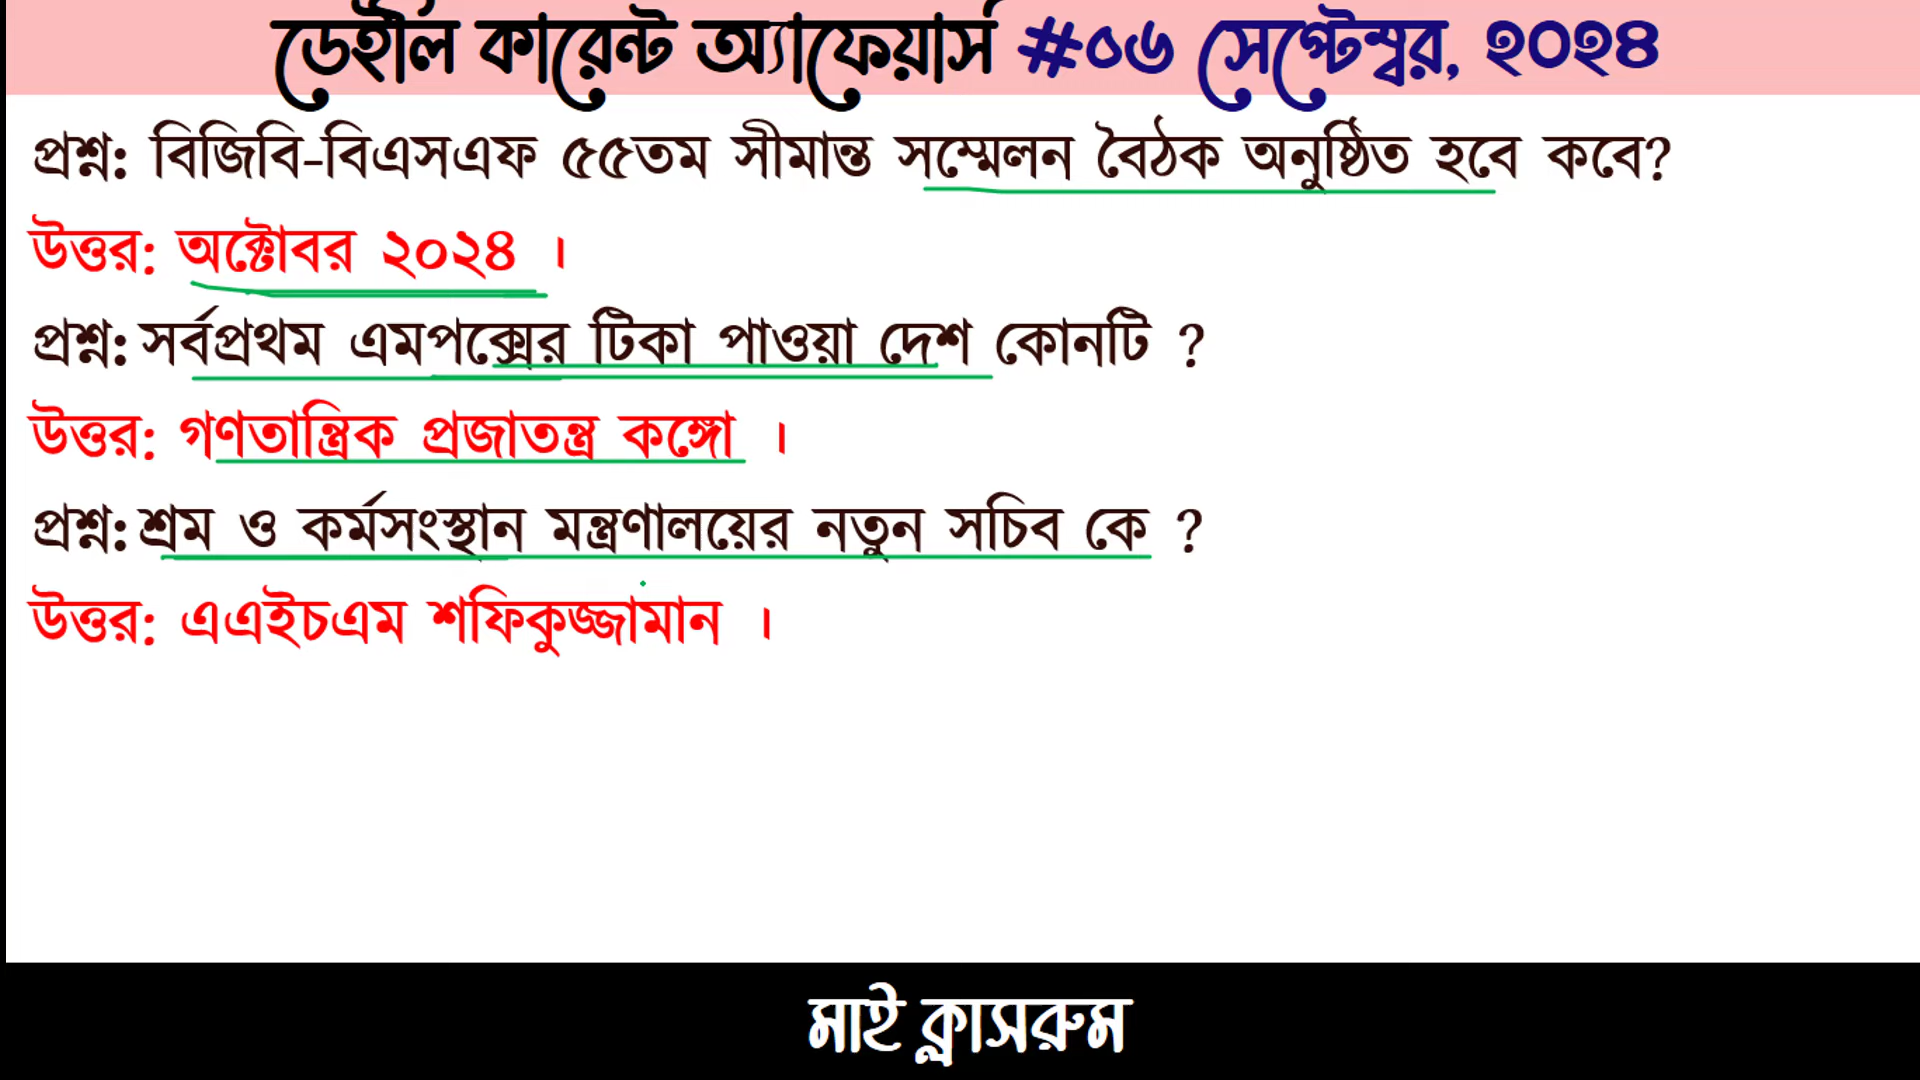 ডেইলি কারেন্ট অ্যাফেয়ার্স #০৬ সেপ্টেম্বর, ২০২৪
প্রশ্ন: বিজিবি-বিএসএফ ৫৫তম সীমান্ত সম্মেলন বৈঠক অনুষ্ঠিত হবে কবে?
উত্তর: অক্টোবর ২০২৪ ।
প্রশ্ন: সর্বপ্রথম এমপক্সের টিকা পাওয়া দেশ কোনটি ?
উত্তর: গণতান্ত্রিক প্রজাতন্ত্র কঙ্গো ।
প্রশ্ন: শ্রম ও কর্মসংস্থান মন্ত্রণালয়ের নতুন সচিব কে ?
উত্তর: এএইচএম শফিকুজ্জামান ।
মাই ক্লাসরুম